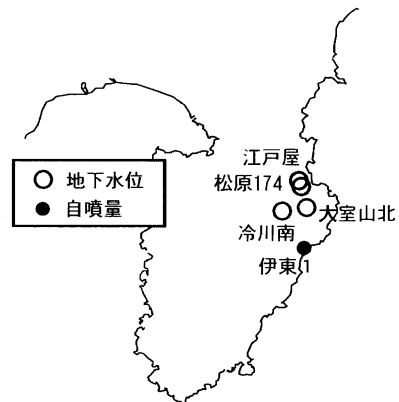 江戸屋
松原174
地下水位
自噴量
大室山北
冷川南
伊東1